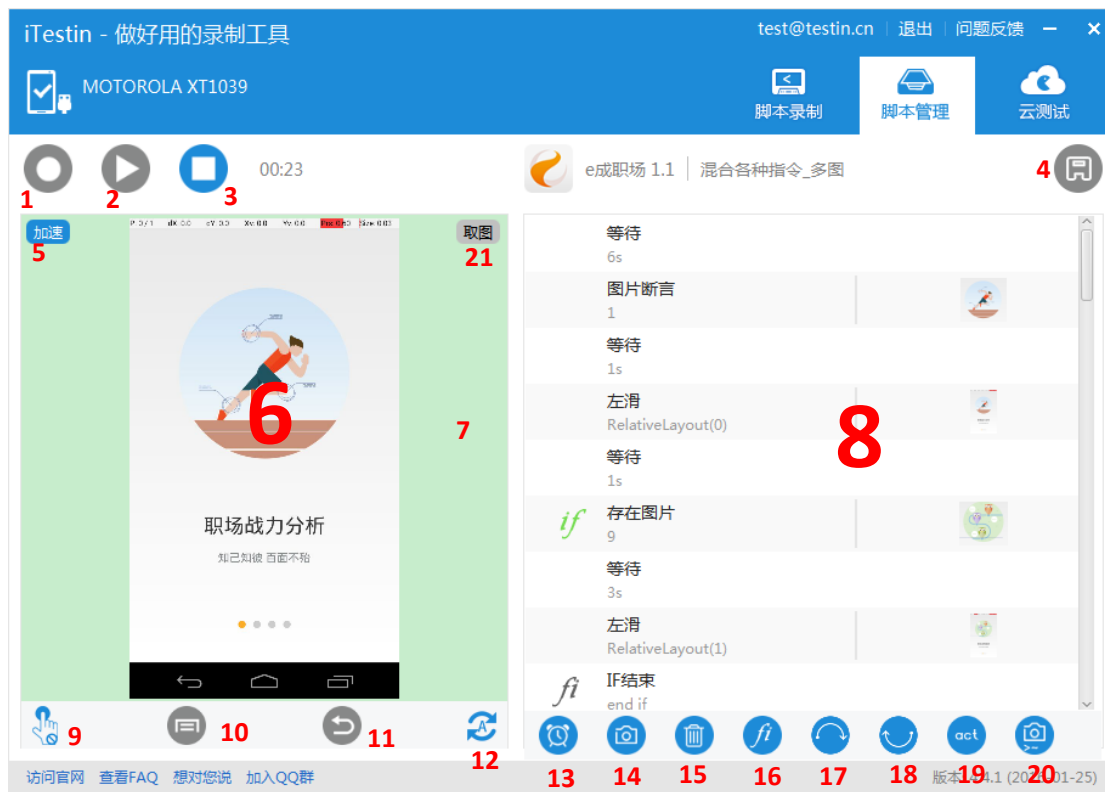 iTestin - 做好用的录制工具
test@testin.cn 退出 问题反馈
MOTOROLA XT1039
脚本录制
脚本管理
云测试
00:23
e成职场 1.1 混合各种指令_多图
1
2
3
4
加速
5
取图
21
P: 0 / 1
职场战力分析
知己知彼 百面不殆
6
7
8
等待
6s
图片断言
1
等待
1s
左滑
RelativeLayout(0)
等待
1s
if
存在图片
9
等待
3s
左滑
RelativeLayout(1)
fi
IF结束
end if
A
fi
act
9
10
11
12
13
14
15
16
17
18
19
20
访问官网 查看FAQ 想对您说 加入QQ群